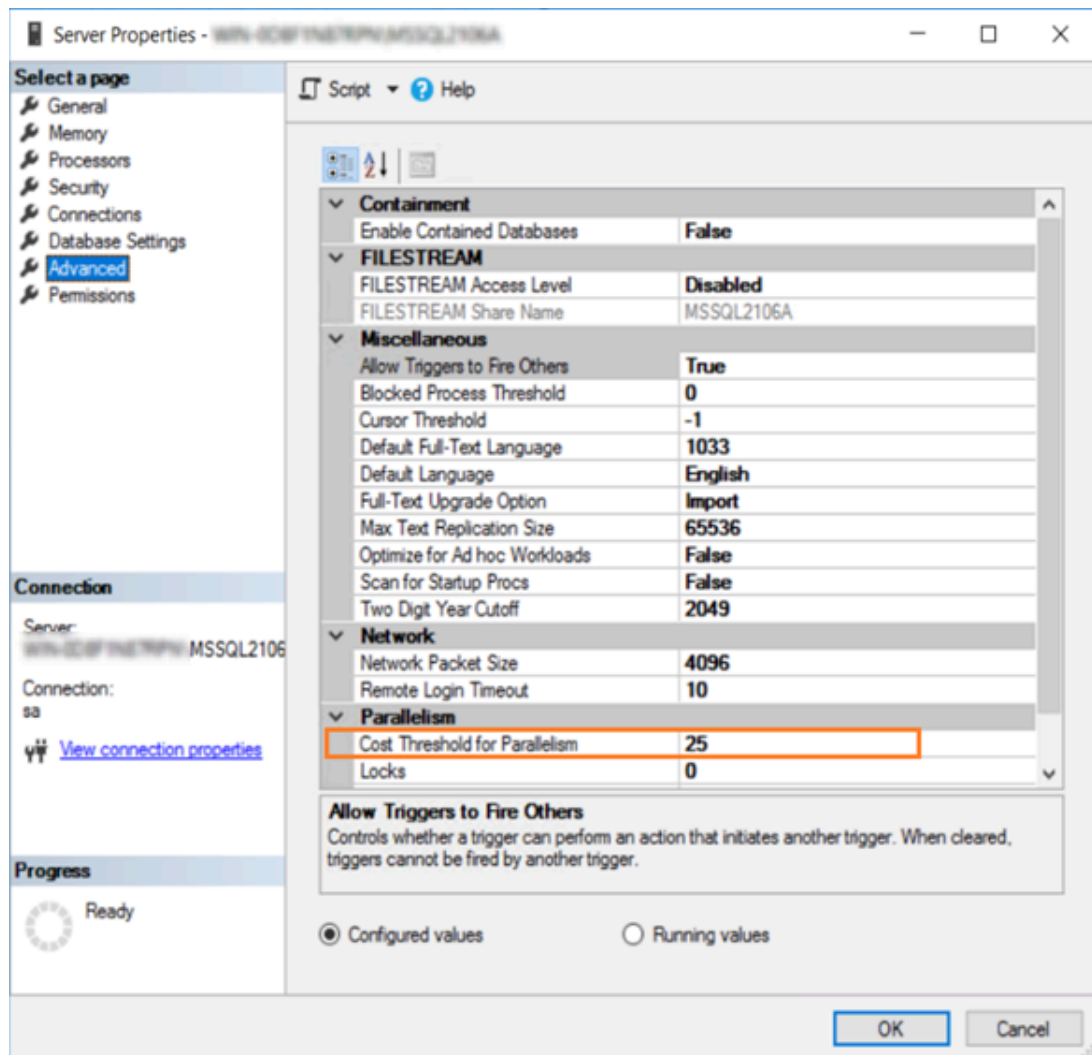 Server Properties -
Select a page
General
Memory
Processors
Security
Connections
Database Settings
Advanced
Permissions
Connection
Server:
MSSQL2106
Connection:
sa
View connection properties
Progress
Ready
Script Help
Containment
Enable Contained Databases False
FILESTREAM
FILESTREAM Access Level Disabled
FILESTREAM Share Name MSSQL2106A
Miscellaneous
Allow Triggers to Fire Others True
Blocked Process Threshold 0
Cursor Threshold -1
Default Full-Text Language 1033
Default Language English
Full-Text Upgrade Option Import
Max Text Replication Size 65536
Optimize for Ad hoc Workloads False
Scan for Startup Procs False
Two Digit Year Cutoff 2049
Network
Network Packet Size 4096
Remote Login Timeout 10
Parallelism
Cost Threshold for Parallelism 25
Locks 0
Allow Triggers to Fire Others
Controls whether a trigger can perform an action that initiates another trigger. When cleared,
triggers cannot be fired by another trigger.
Configured values Running values
OK Cancel